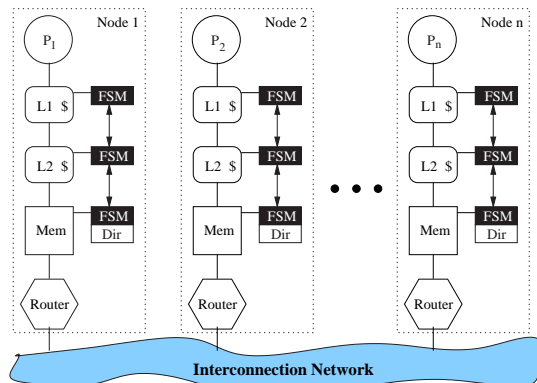 Node 1
P1
L1 $
FSM
L2 $
FSM
Mem
FSM
Dir
Router
Node 2
P2
L1 $
FSM
L2 $
FSM
Mem
FSM
Dir
Router
Node n
Pn
L1 $
FSM
L2 $
FSM
Mem
FSM
Dir
Router
Interconnection Network